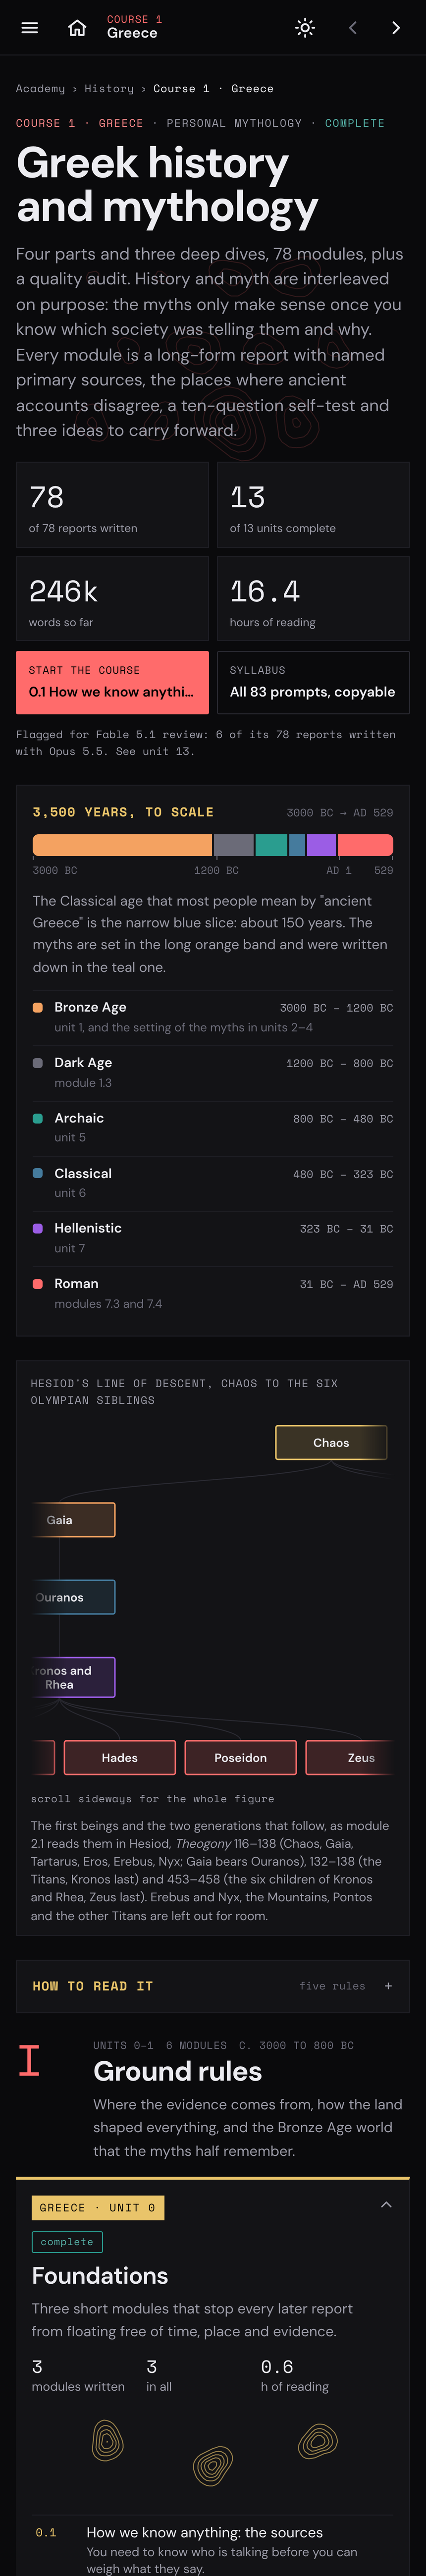 COURSE 1
Greece
Academy › History › Course 1 · Greece
COURSE 1 · GREECE · PERSONAL MYTHOLOGY · COMPLETE
Greek history
and mythology
Four parts and three deep dives, 78 modules, plus
a quality audit. History and myth are interleaved
on purpose: the myths only make sense once you
know which society was telling them and why.
Every module is a long-form report with named
primary sources, the places where ancient
accounts disagree, a ten-question self-test and
three ideas to carry forward.
78
of 78 reports written
13
of 13 units complete
246k
words so far
16.4
hours of reading
START THE COURSE
0.1 How we know anythi…
SYLLABUS
All 83 prompts, copyable
Flagged for Fable 5.1 review: 6 of its 78 reports written
with Opus 5.5. See unit 13.
3,500 YEARS, TO SCALE
3000 BC → AD 529
3000 BC
1200 BC
AD 1
529
The Classical age that most people mean by "ancient
Greece" is the narrow blue slice: about 150 years. The
myths are set in the long orange band and were written
down in the teal one.
Bronze Age
3000 BC – 1200 BC
unit 1, and the setting of the myths in units 2–4
Dark Age
1200 BC – 800 BC
module 1.3
Archaic
800 BC – 480 BC
unit 5
Classical
480 BC – 323 BC
unit 6
Hellenistic
323 BC – 31 BC
unit 7
Roman
31 BC – AD 529
modules 7.3 and 7.4
HESIOD'S LINE OF DESCENT, CHAOS TO THE SIX
OLYMPIAN SIBLINGS
Chaos
Gaia
Ouranos
ronos and
Rhea
Hades
Poseidon
Zeus
scroll sideways for the whole figure
The first beings and the two generations that follow, as module
2.1 reads them in Hesiod, Theogony 116–138 (Chaos, Gaia,
Tartarus, Eros, Erebus, Nyx; Gaia bears Ouranos), 132–138 (the
Titans, Kronos last) and 453–458 (the six children of Kronos
and Rhea, Zeus last). Erebus and Nyx, the Mountains, Pontos
and the other Titans are left out for room.
HOW TO READ IT
five rules +
I
UNITS 0–1 6 MODULES C. 3000 TO 800 BC
Ground rules
Where the evidence comes from, how the land
shaped everything, and the Bronze Age world
that the myths half remember.
GREECE · UNIT 0
complete
Foundations
Three short modules that stop every later report
from floating free of time, place and evidence.
3
modules written
3
in all
0.6
h of reading
0.1
How we know anything: the sources
You need to know who is talking before you can
weigh what they say.